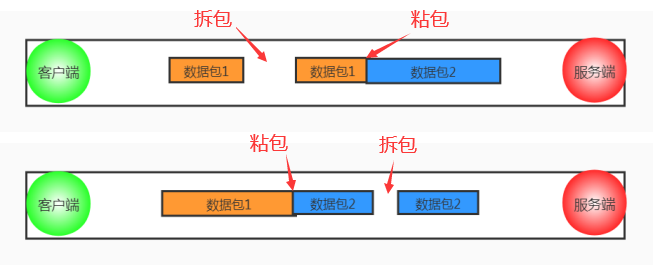 拆包 粘包
客户端 数据包1 数据包1 数据包2 服务端
粘包 拆包
客户端 数据包1 数据包2 数据包2 服务端